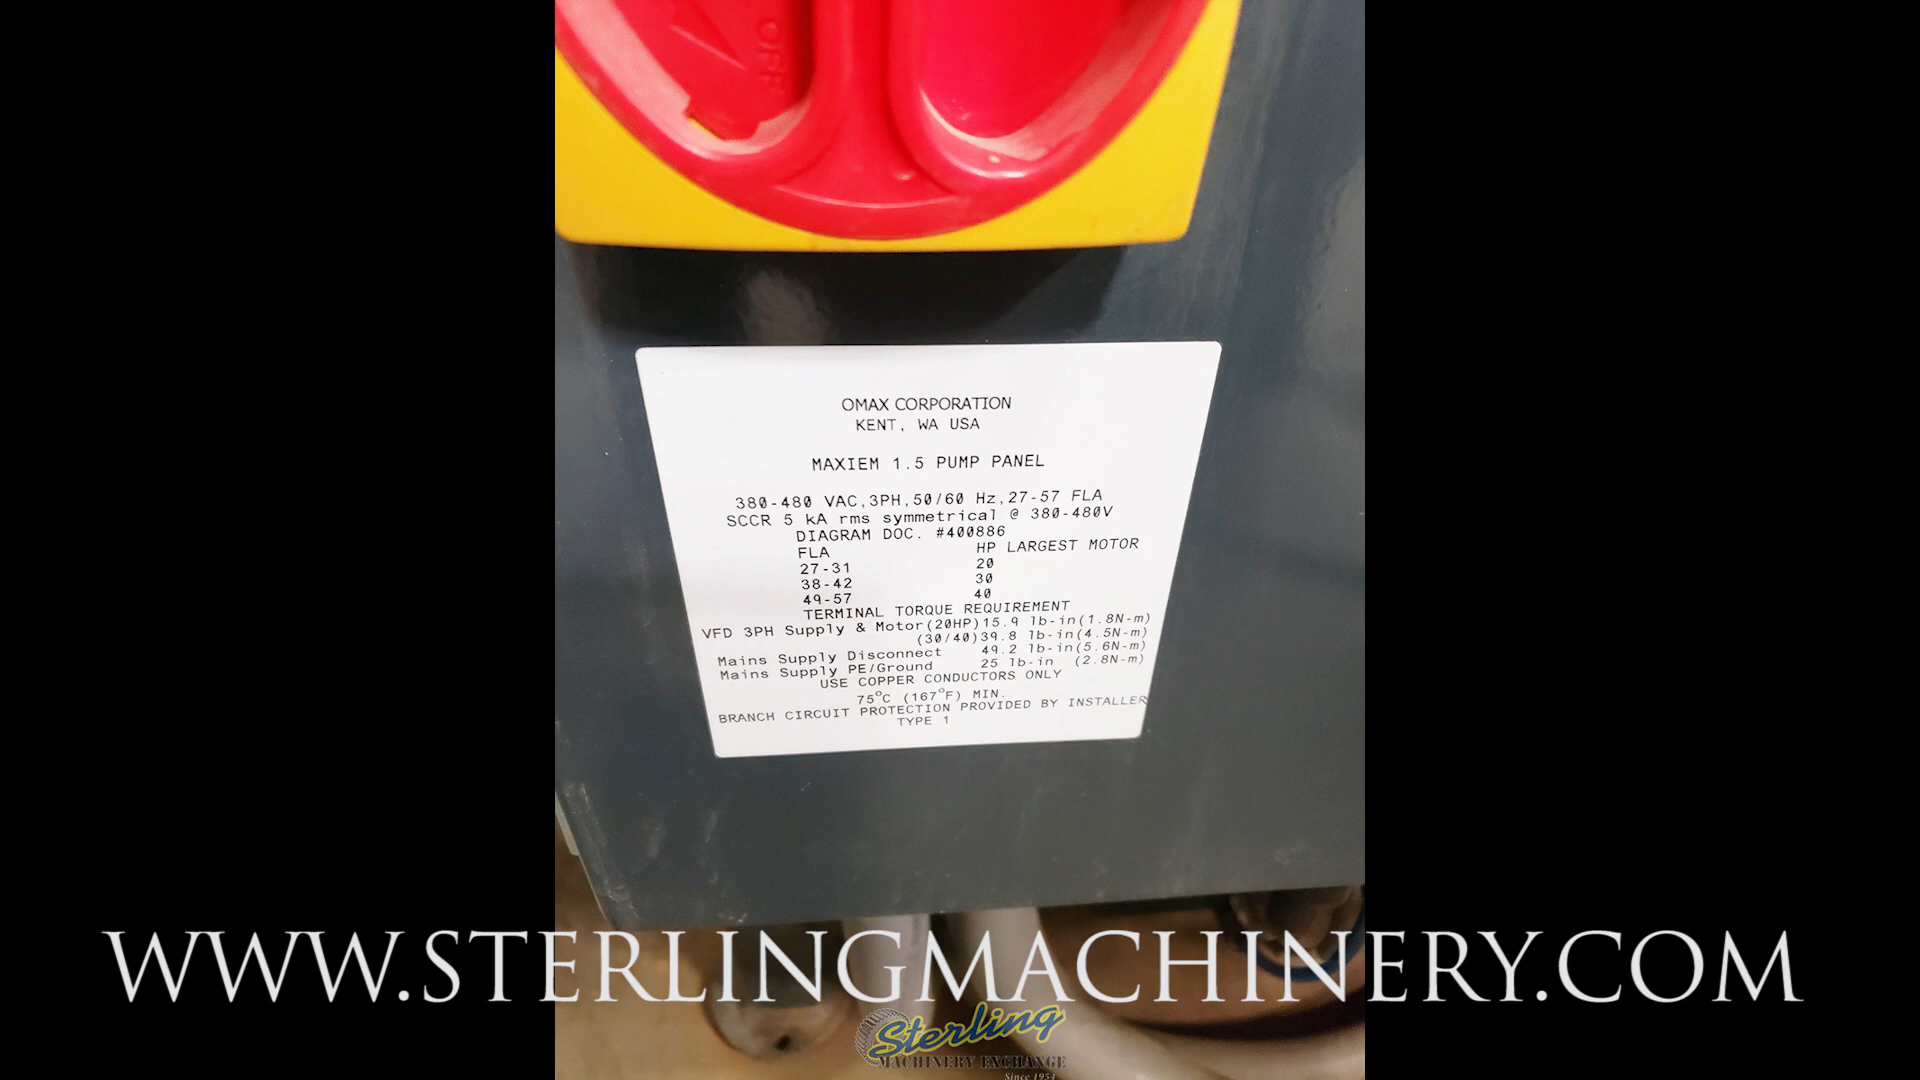 OFF
OMAX CORPORATION
KENT, WA USA
MAXIEM 1.5 PUMP PANEL
380-480 VAC,3PH,50/60 Hz,27-57 FLA
SCCR 5 kA rms symmetrical @ 380-480V
DIAGRAM DOC. #400886
FLA HP LARGEST MOTOR
27-31 20
38-42 30
49-57 40
TERMINAL TORQUE REQUIREMENT
VFD 3PH Supply & Motor(20HP)15.9 lb-in(1.8N-m)
(30/40)39.8 lb-in(4.5N-m)
Mains Supply Disconnect 49.2 lb-in(5.6N-m)
Mains Supply PE/Ground 25 lb-in (2.8N-m)
USE COPPER CONDUCTORS ONLY
75°C (167°F) MIN.
BRANCH CIRCUIT PROTECTION PROVIDED BY INSTALLER
TYPE 1
WWW.STERLINGMACHINERY.COM
Sterling
MACHINERY EXCHANGE
Since 1954